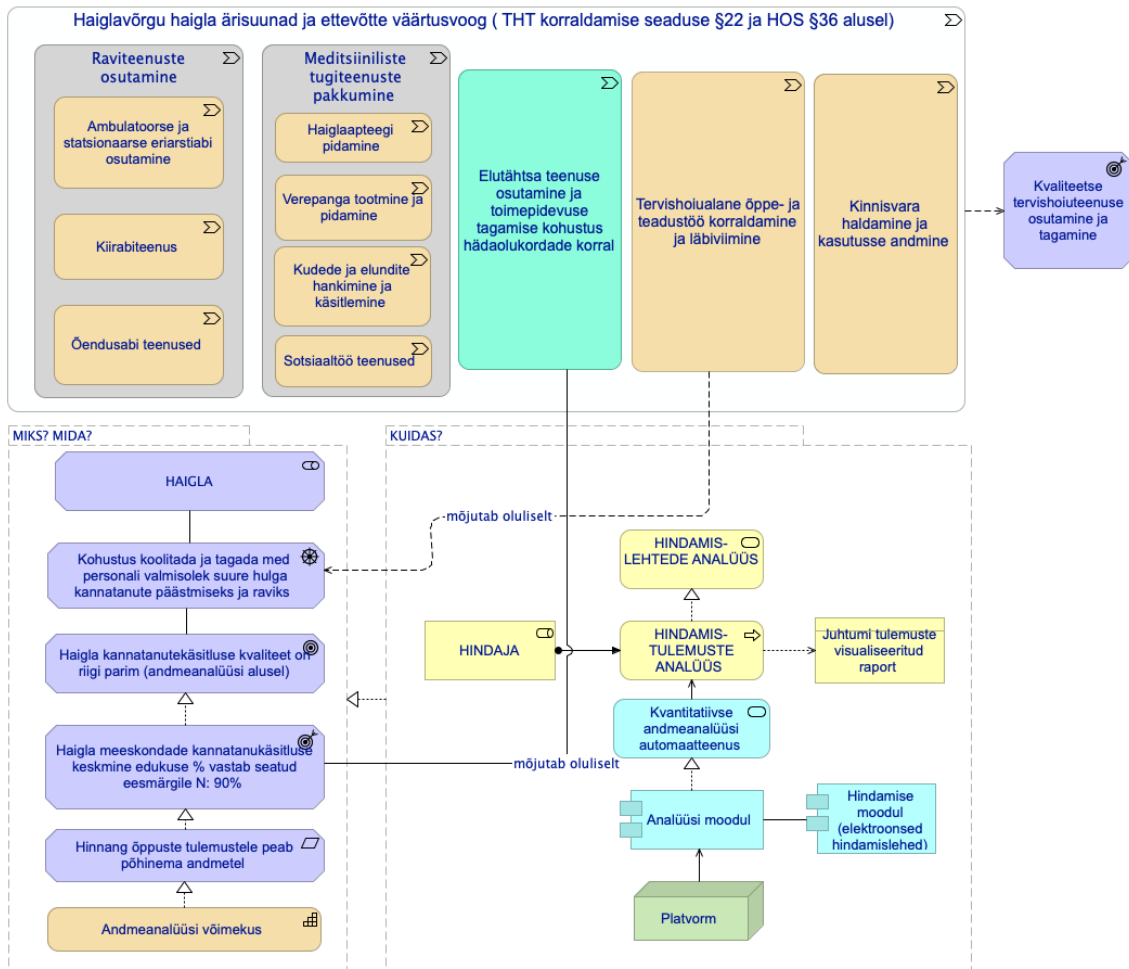 Haiglavõrgu haigla ärisuunad ja ettevõtte väärtusvoog ( THT korraldamise seaduse §22 ja HOS §36 alusel)
Raviteenuste
osutamine
Ambulatoorse ja
statsionaarse eriarstiabi
osutamine
Kiirabiteenus
Õendusabi teenused
Meditsiiniliste
tugiteenuste
pakkumine
Haiglaapteegi
pidamine
Verepanga tootmine ja
pidamine
Kudede ja elundite
hankimine ja
käsitlemine
Sotsiaaltöö teenused
Elutähtsa teenuse
osutamine ja
toimepidevuse
tagamise kohustus
hädaolukordade korral
Tervishoiualane õppe- ja
teadustöö korraldamine
ja läbiviimine
Kinnisvara
haldamine ja
kasutusse andmine
Kvaliteetse
tervishoiuteenuse
osutamine ja
tagamine
MIKS? MIDA?
HAIGLA
Kohustus koolitada ja tagada med
personali valmisolek suure hulga
kannatanute päästmiseks ja raviks
Haigla kannatanutekäsitluse kvaliteet on
riigi parim (andmeanalüüsi alusel)
Haigla meeskondade kannatanukäsitluse
keskmine edukuse % vastab seatud
eesmärgile N: 90%
Hinnang õppuste tulemustele peab
põhinema andmetel
Andmeanalüüsi võimekus
KUIDAS?
mõjutab oluliselt
HINDAMIS-
LEHTEDE ANALÜÜS
HINDAJA
HINDAMIS-
TULEMUSTE
ANALÜÜS
Juhtumi tulemuste
visualiseeritud
raport
Kvantitatiivse
andmeanalüüsi
automaatteenus
mõjutab oluliselt
Analüüsi moodul
Hindamise
moodul
(elektroonsed
hindamislehed)
Platvorm